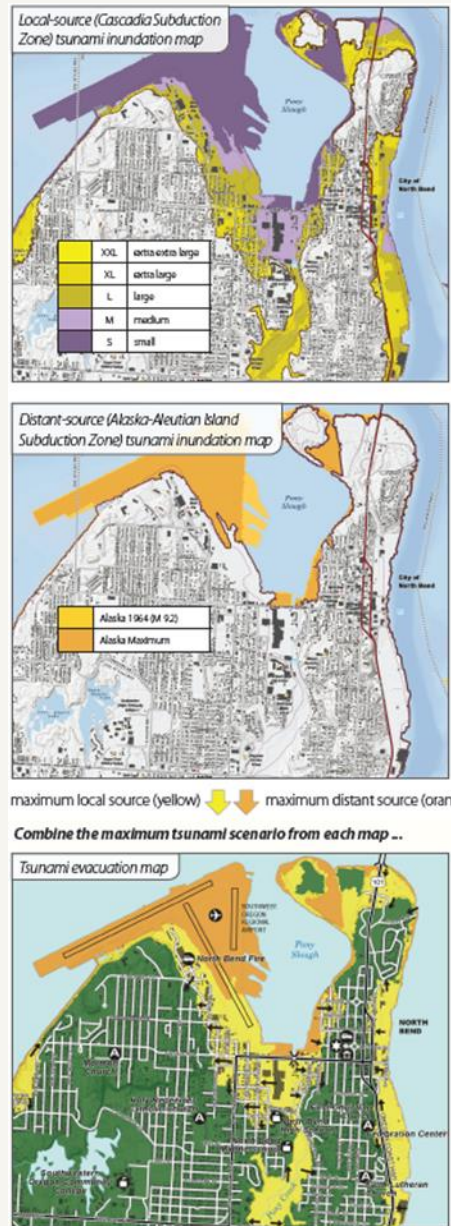 Local-source (Cascadia Subduction
Zone) tsunami inundation map
Pony
Slough
City of
North Bend
XXL extra extra large
XL extra large
L large
M medium
S small
Distant-source (Alaska-Aleutian Island
Subduction Zone) tsunami inundation map
Pony
Slough
City of
North Bend
Alaska 1964 (M 9.2)
Alaska Maximum
maximum local source (yellow) maximum distant source (oran
Combine the maximum tsunami scenario from each map ...
Tsunami evacuation map
101
SOUTHWEST
OREGON
REGIONAL
AIRPORT
Pony
Slough
North Bend Fire
NORTH
BEND
A
Church
A
A
Southwestern
Oregon Community
College
Pony Creek
A
Lutheran